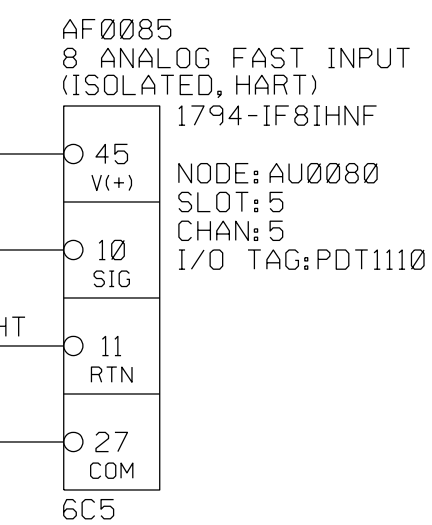 AF0085
8 ANALOG FAST INPUT
(ISOLATED, HART)
1794-IF8IHNF
45
V(+)
NODE:AU0080
SLOT:5
CHAN:5
I/O TAG:PDT1110
10
SIG
HT
11
RTN
27
COM
6C5